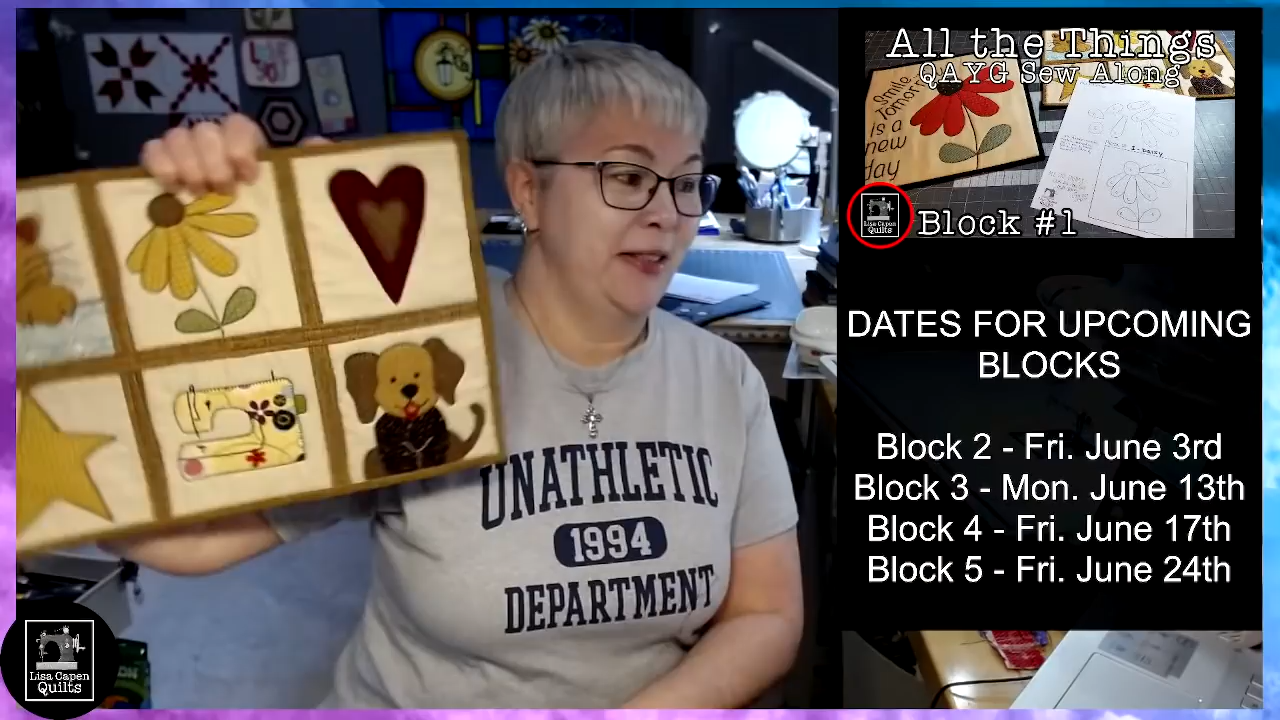 All the Things
QAYG Sew Along
Smile
Tomorrow
is a
new
day
Lisa Capen
Quilts
Block #1
DATES FOR UPCOMING
BLOCKS
Block 2 - Fri. June 3rd
Block 3 - Mon. June 13th
Block 4 - Fri. June 17th
Block 5 - Fri. June 24th
UNATHLETIC
1994
DEPARTMENT
Lisa Capen
Quilts